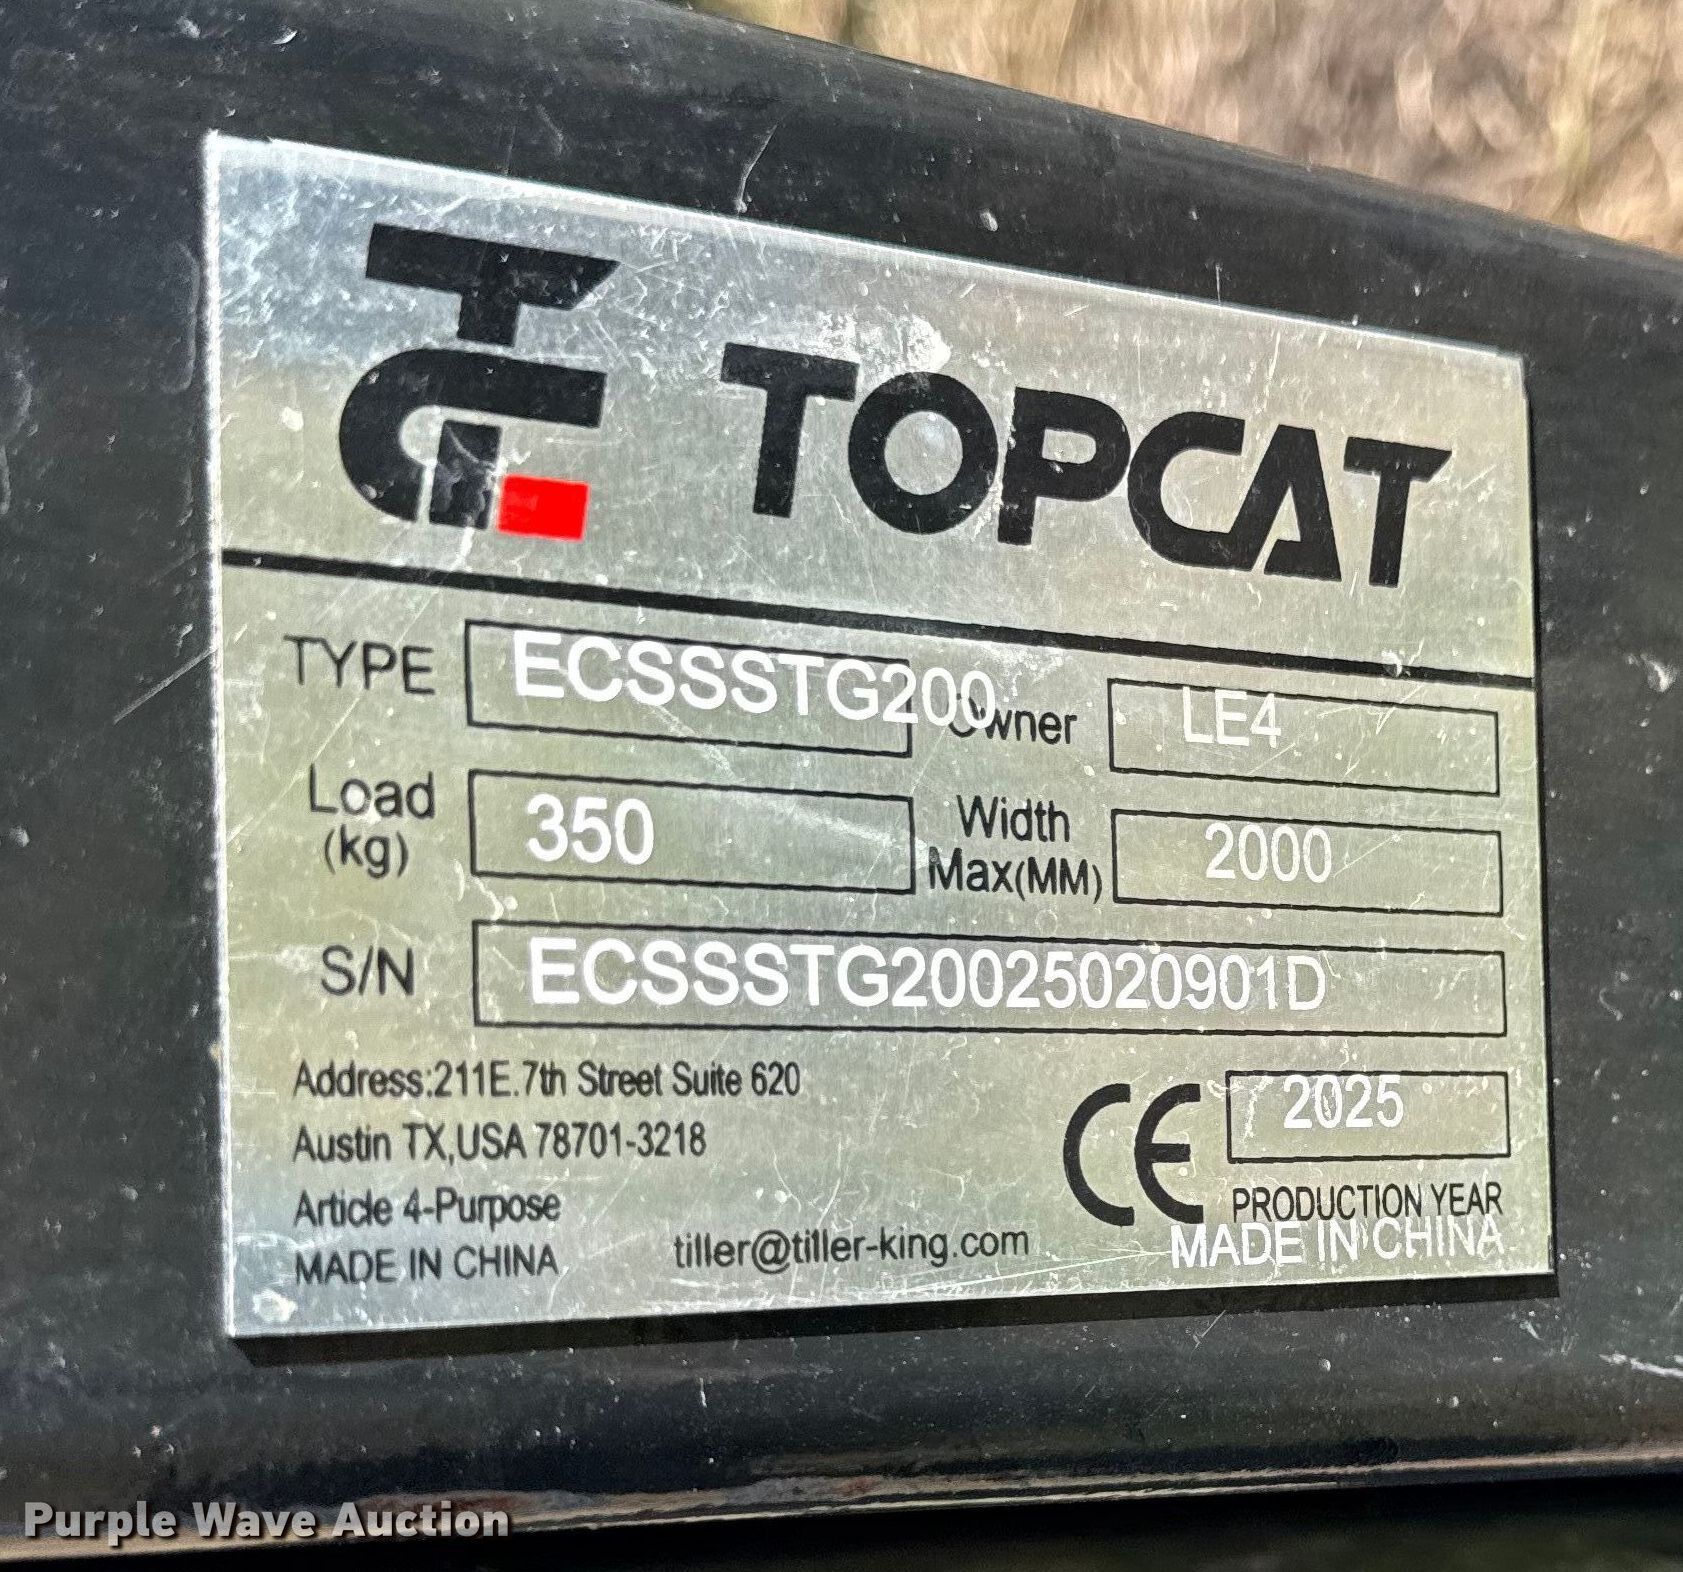 TC TOPCAT
TYPE ECSSSTG200 Owner LE4
Load (kg) 350 Width Max(MM) 2000
S/N ECSSSTG20025020901D
Address:211E.7th Street Suite 620
Austin TX,USA 78701-3218
Article 4-Purpose
MADE IN CHINA
tiller@tiller-king.com
CE 2025
PRODUCTION YEAR
MADE IN CHINA
Purple Wave Auction